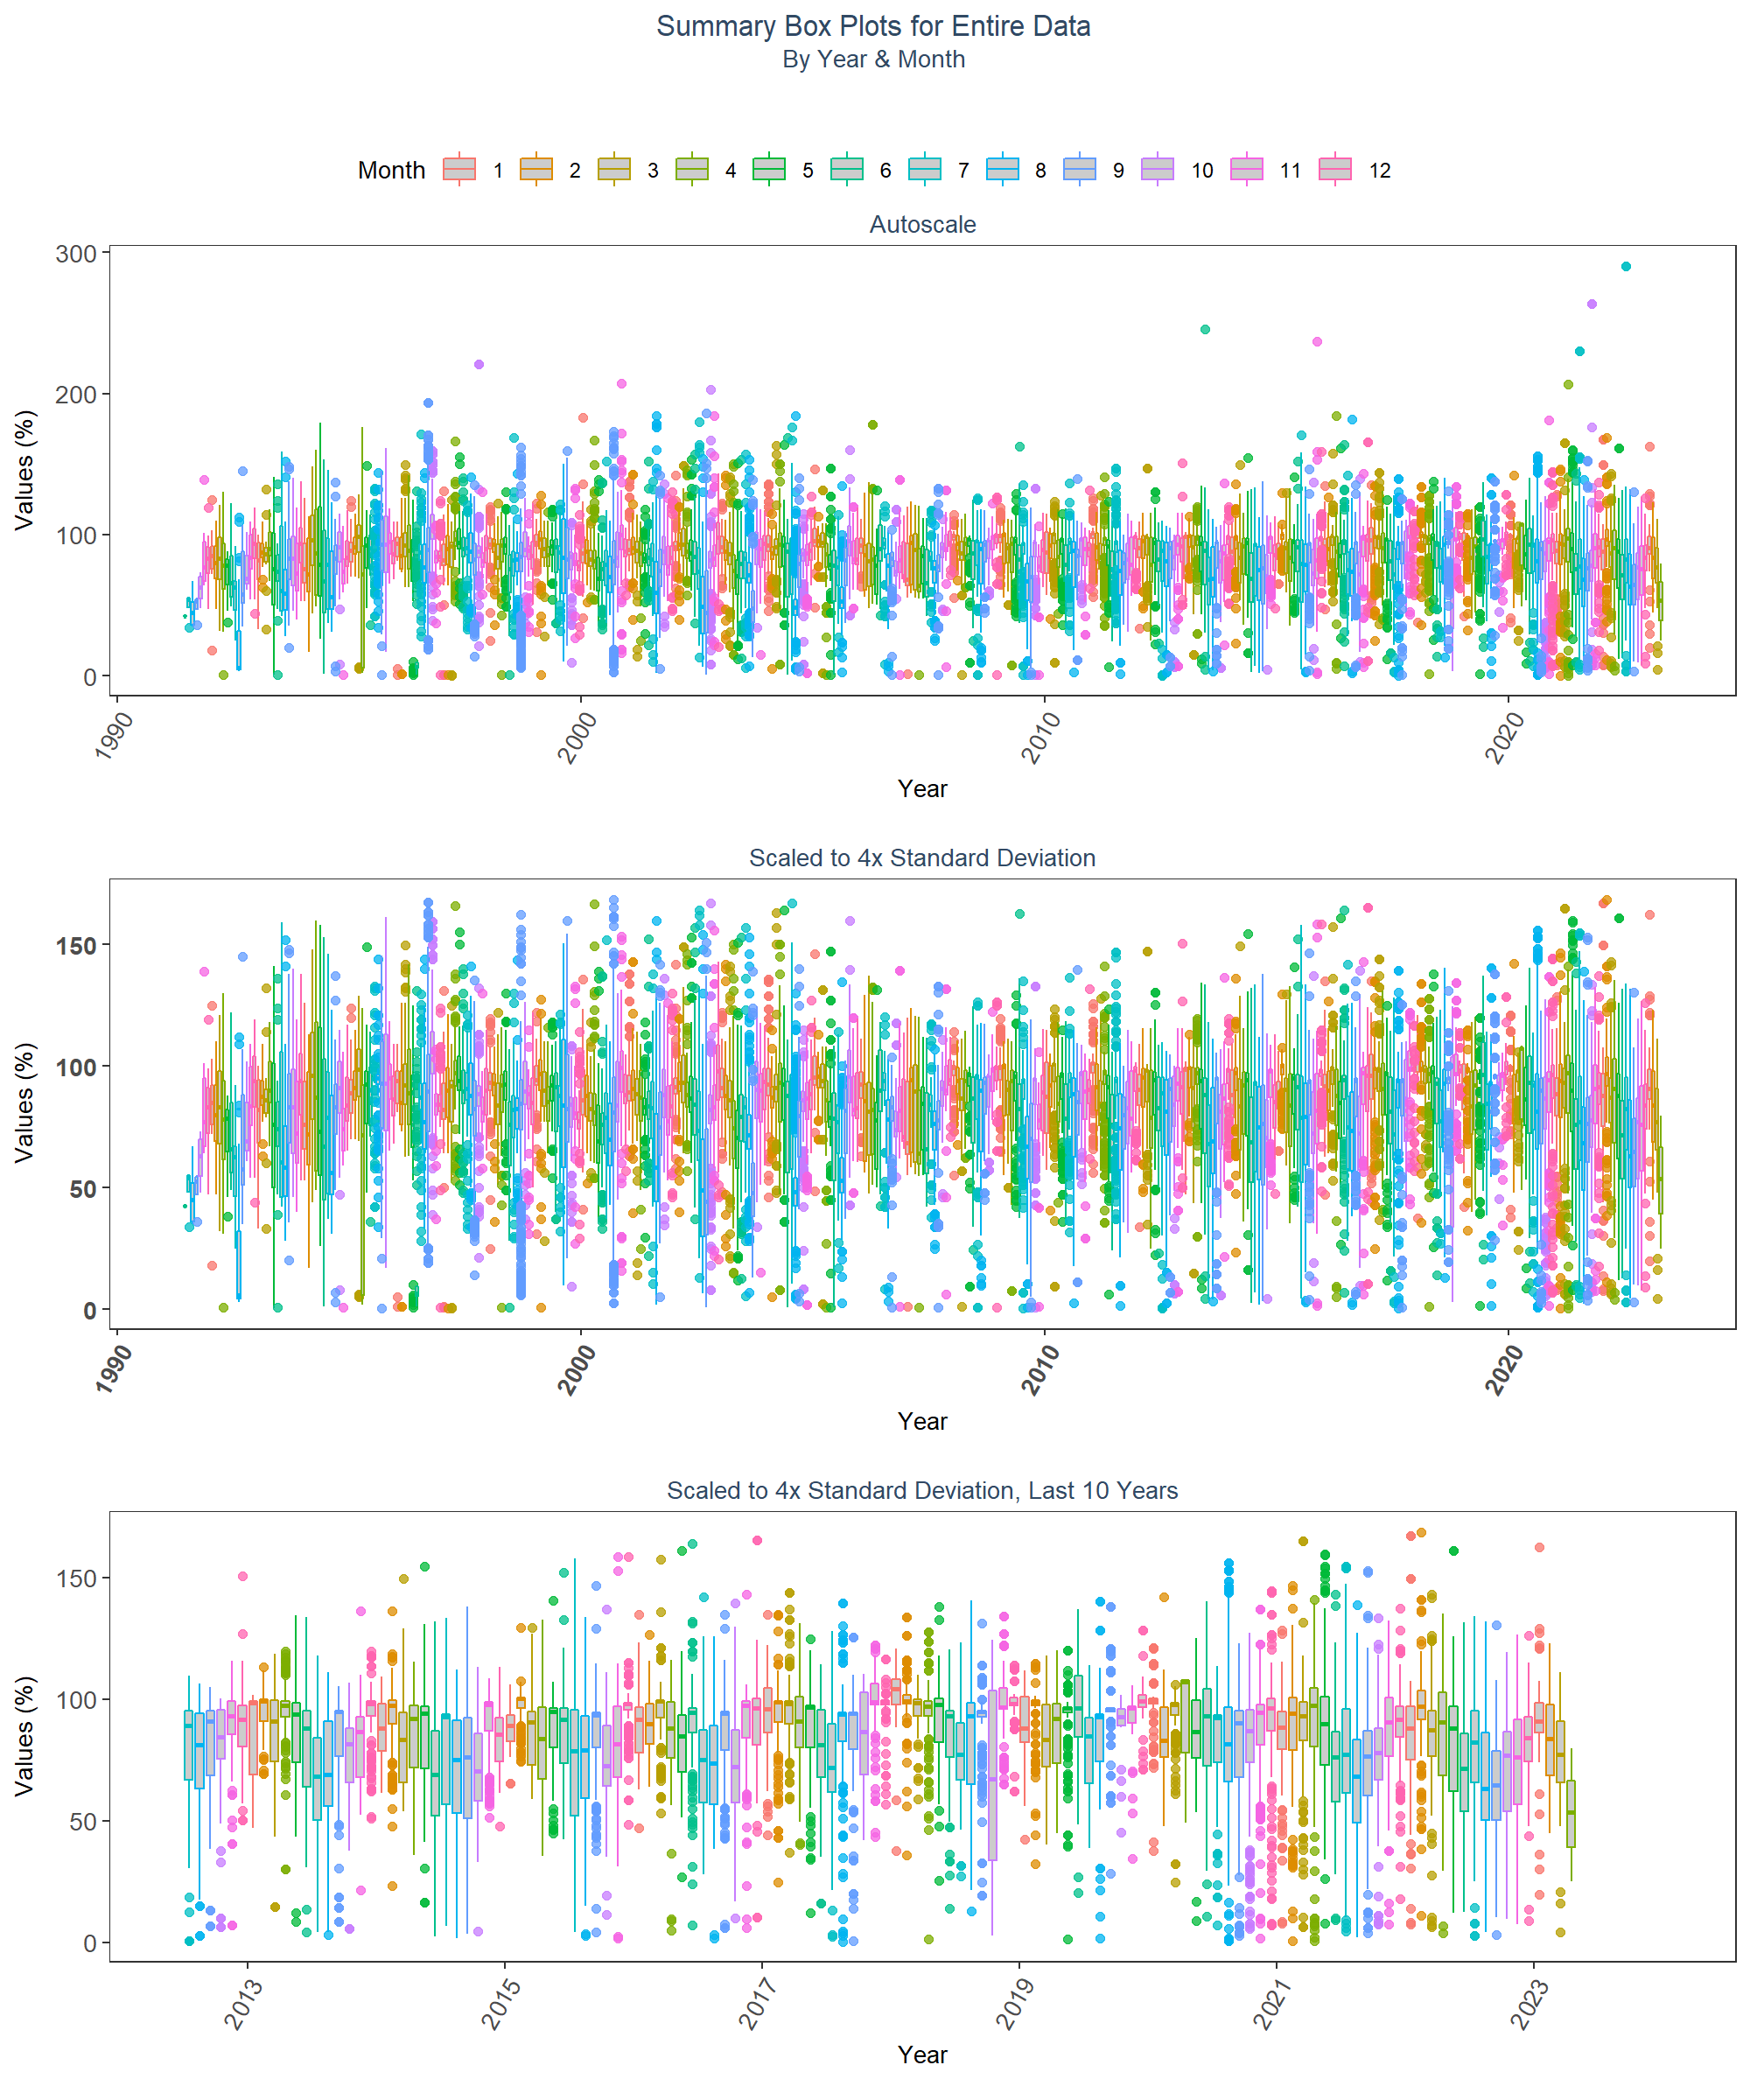 Summary Box Plots for Entire Data
By Year & Month
Month 1 2 3 4 5 6 7 8 9 10 11 12
Autoscale
Values (%)
300
200
100
0
1990 2000 2010 2020
Year
Scaled to 4x Standard Deviation
Values (%)
150
100
50
0
1990 2000 2010 2020
Year
Scaled to 4x Standard Deviation, Last 10 Years
Values (%)
150
100
50
0
2013 2015 2017 2019 2021 2023
Year